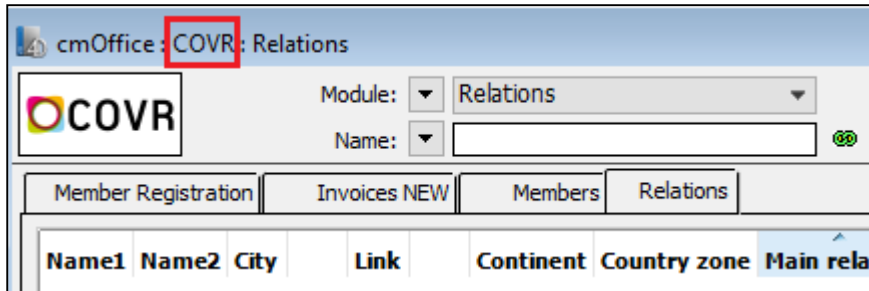 cmOffice : COVR : Relations
COVR
Module: Relations
Name:
Member Registration Invoices NEW Members Relations
Name1 Name2 City Link Continent Country zone Main rela